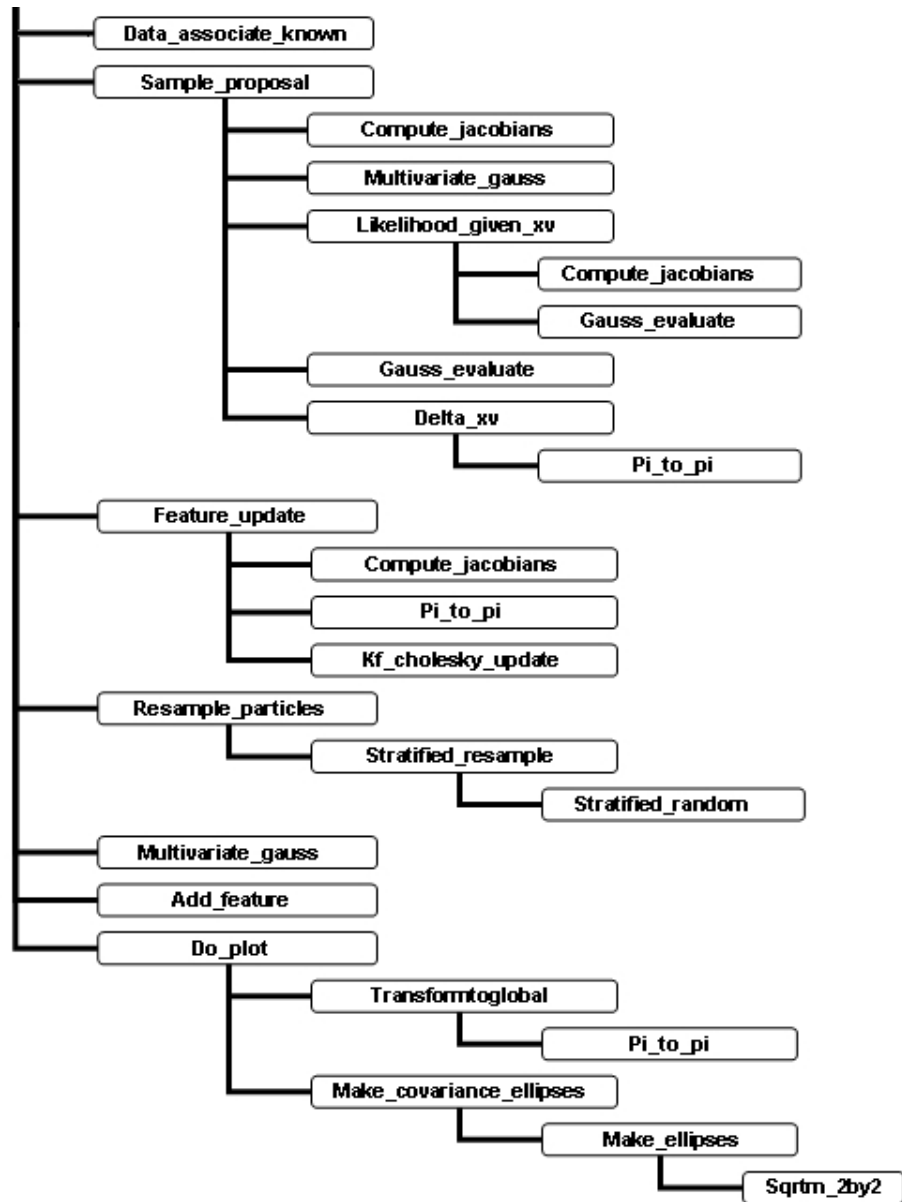 Data_associate_known
Sample_proposal
Compute_jacobians
Multivariate_gauss
Likelihood_given_xv
Compute_jacobians
Gauss_evaluate
Gauss_evaluate
Delta_xv
Pi_to_pi
Feature_update
Compute_jacobians
Pi_to_pi
Kf_cholesky_update
Resample_particles
Stratified_resample
Stratified_random
Multivariate_gauss
Add_feature
Do_plot
Transformtoglobal
Pi_to_pi
Make_covariance_ellipses
Make_ellipses
Sqrtm_2by2